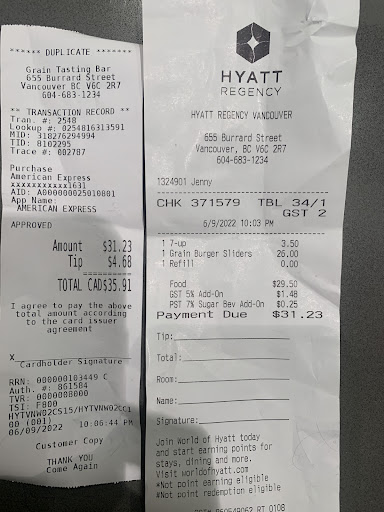 ****** DUPLICATE *******
Grain Tasting Bar
655 Burrard Street
Vancouver BC V6C 2R7
604-683-1234
** TRANSACTION RECORD **
Tran. #: 2548
Lookup #: 0254816313591
MID: 318276294994
TID: 8102295
Trace #: 002787
Purchase
American Express
xxxxxxxxxxx1631
AID: A000000025010801
App Name:
AMERICAN EXPRESS
APPROVED
Amount $31.23
Tip $4.68
TOTAL CAD$35.91
I agree to pay the above
total amount according
to the card issuer
agreement
X
Cardholder Signature
RRN: 000000103449 C
Auth. #: 861584
TVR: 0000008000
TSI: F800
HYTVNW02CS15/HYTVNW02CC1
00 (001)
06/09/2022 10:06:44 PM
Customer Copy
THANK YOU
Come Again
HYATT
REGENCY
HYATT REGENCY VANCOUVER
655 Burrard Street
Vancouver, BC V6C 2R7
604-683-1234
1324901 Jenny
CHK 371579 TBL 34/1
GST 2
6/9/2022 10:03 PM
1 7-up 3.50
1 Grain Burger Sliders 26.00
1 Refill 0.00
Food $29.50
GST 5% Add-On $1.48
PST 7% Sugar Bev Add-On $0.25
Payment Due $31.23
Tip:
Total:
Room:
Name:
Signature:
Join World of Hyatt today
and start earning points for
stays, dining and more.
Visit worldofhyatt.com
*Not point earning eligible
*Not point redemption eligible
RT 0108